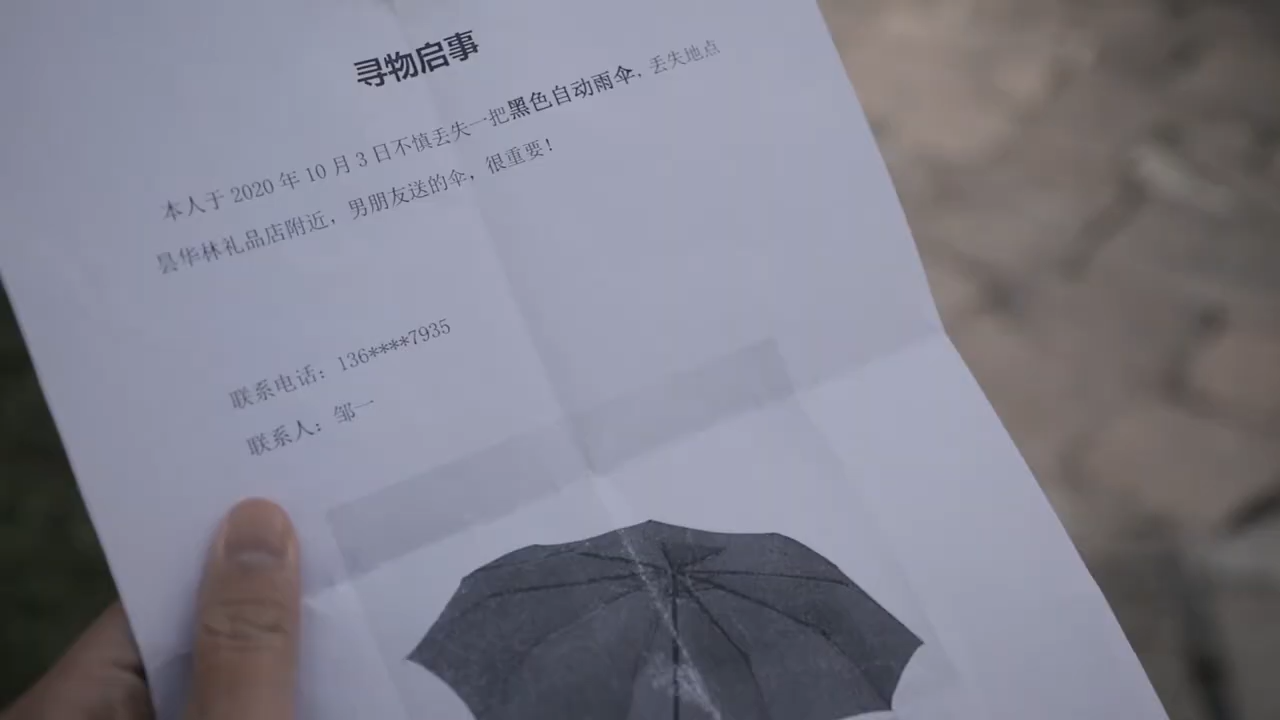 寻物启事
本人于 2020 年 10 月 3 日不慎丢失一把黑色自动雨伞，丢失地点
昙华林礼品店附近，男朋友送的伞，很重要！
联系电话：136****7935
联系人：邹一